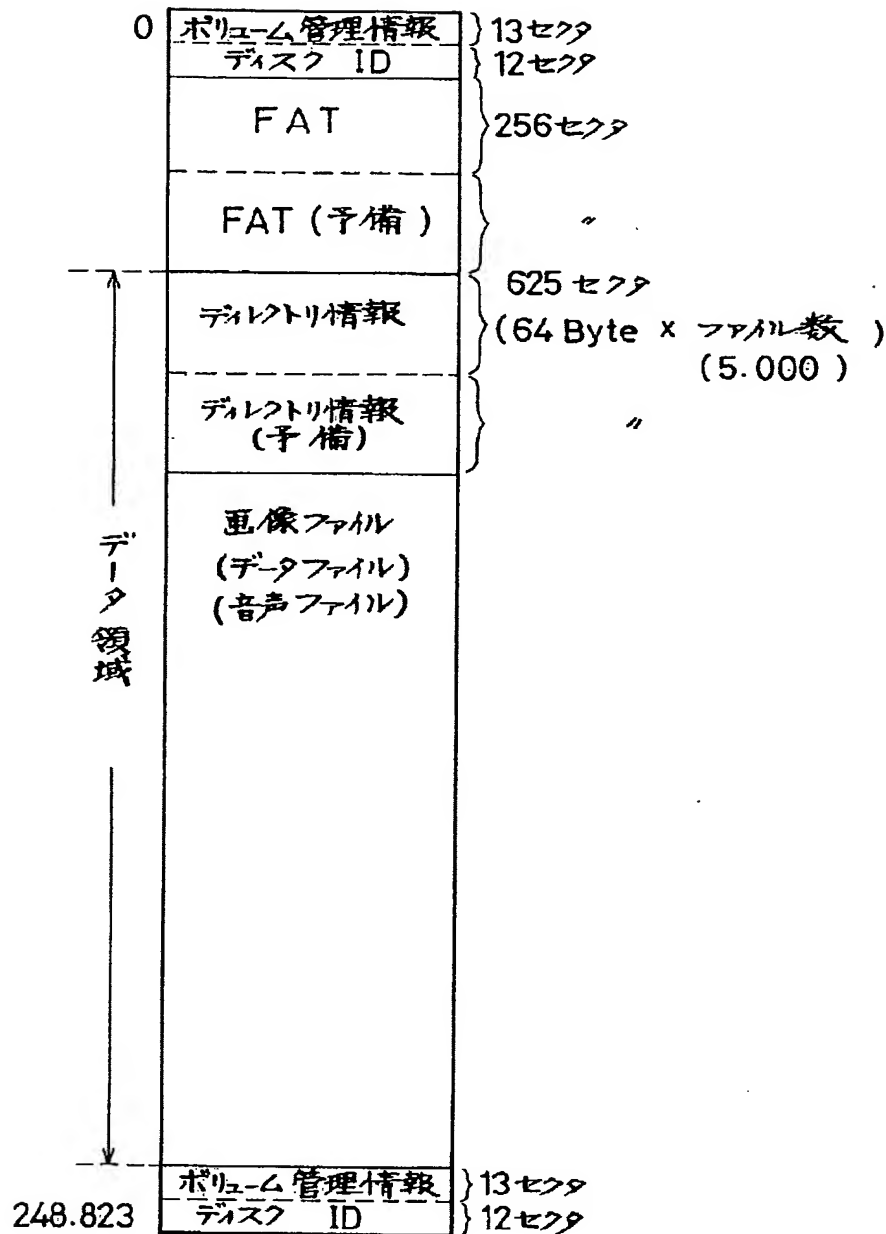 0 ボリューム管理情報 13セクタ
ディスク ID 12セクタ
FAT 256セクタ
FAT (予備) 〃
625セクタ
ディレクトリ情報 (64 Byte × ファイル数)
(5.000)
ディレクトリ情報
(予備) 〃
画像ファイル
(データファイル)
(音声ファイル)
データ領域
ボリューム管理情報 13セクタ
248.823 ディスク ID 12セクタ